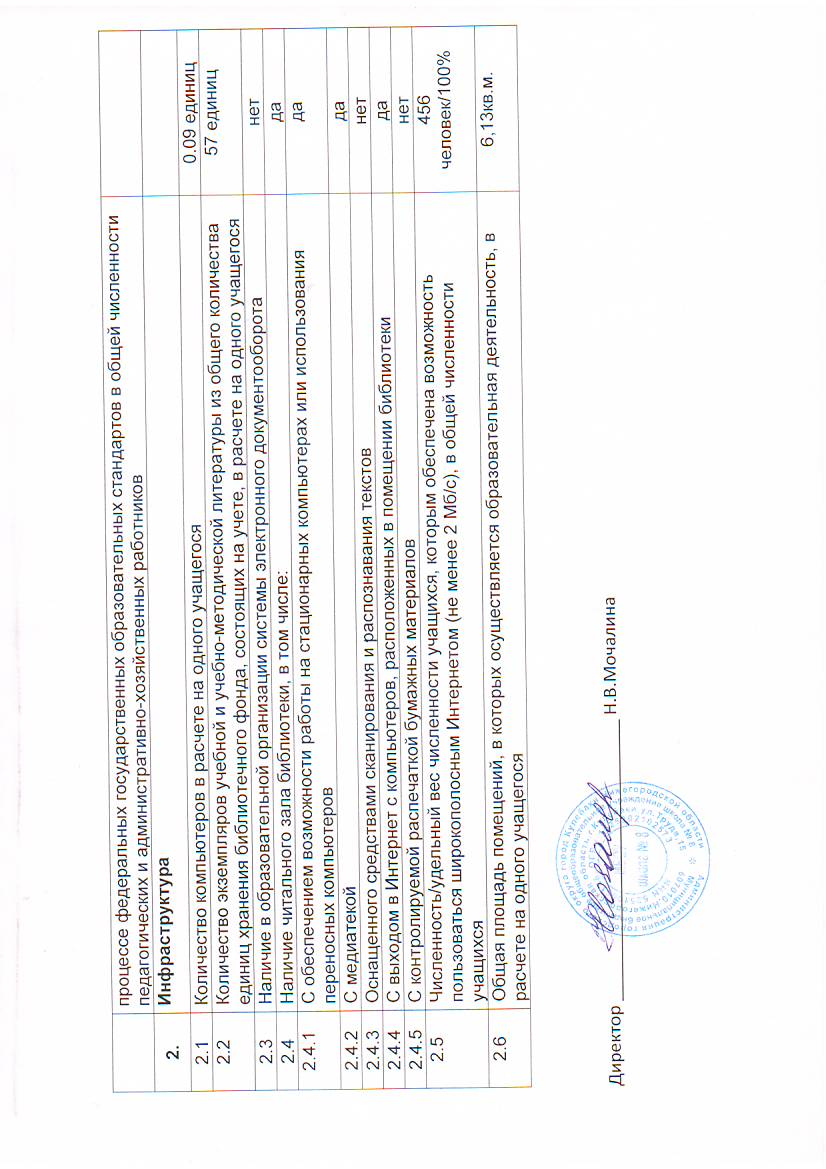 процессе федеральных государственных образовательных стандартов в общей численности
педагогических и административно-хозяйственных работников
2. Инфраструктура
2.1 Количество компьютеров в расчете на одного учащегося 0.09 единиц
2.2 Количество экземпляров учебной и учебно-методической литературы из общего количества 57 единиц
единиц хранения библиотечного фонда, состоящих на учете, в расчете на одного учащегося
2.3 Наличие в образовательной организации системы электронного документооборота нет
2.4 Наличие читального зала библиотеки, в том числе: да
2.4.1 С обеспечением возможности работы на стационарных компьютерах или использования да
переносных компьютеров да
2.4.2 С медиатекой нет
2.4.3 Оснащенного средствами сканирования и распознавания текстов да
2.4.4 С выходом в Интернет с компьютеров, расположенных в помещении библиотеки нет
2.4.5 С контролируемой распечаткой бумажных материалов 456
2.5 Численность/удельный вес численности учащихся, которым обеспечена возможность человек/100%
пользоваться широкополосным Интернетом (не менее 2 Мб/с), в общей численности
учащихся
2.6 Общая площадь помещений, в которых осуществляется образовательная деятельность, в 6,13кв.м.
расчете на одного учащегося
Директор Н.В.Мочалина